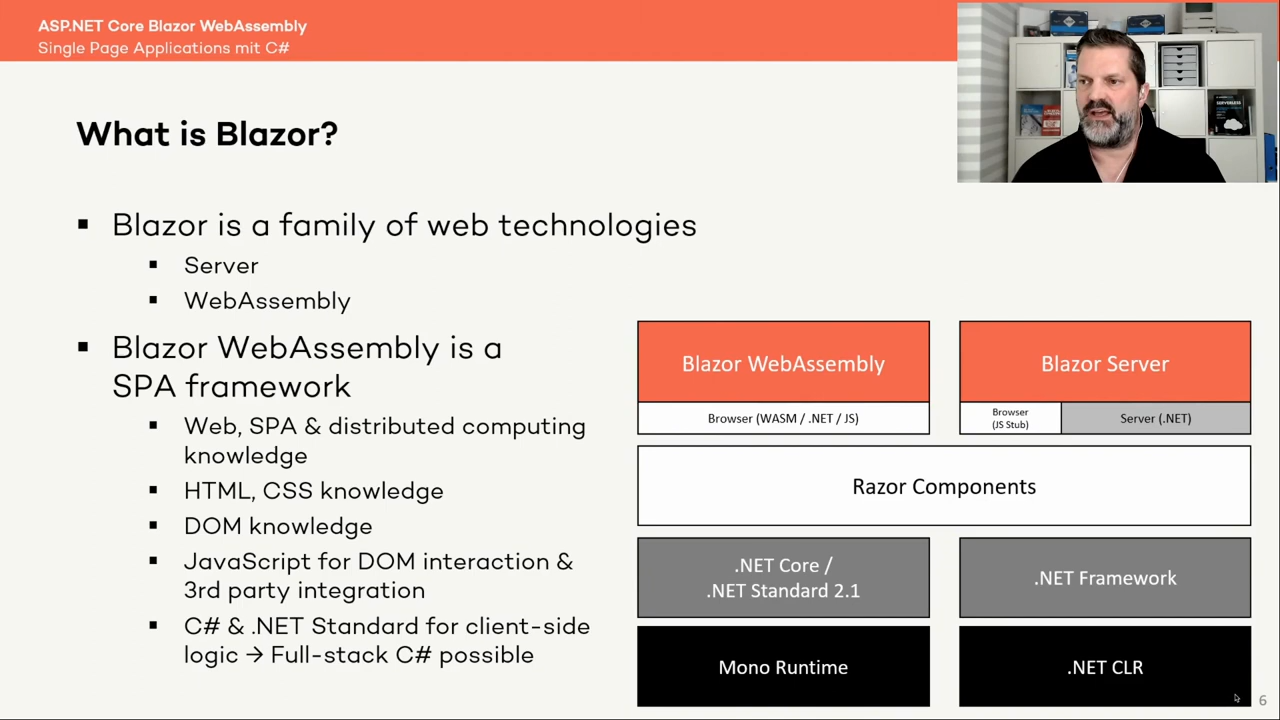 ASP.NET Core Blazor WebAssembly
Single Page Applications mit C#
What is Blazor?
▪ Blazor is a family of web technologies
▪ Server
▪ WebAssembly
▪ Blazor WebAssembly is a
SPA framework
▪ Web, SPA & distributed computing
knowledge
▪ HTML, CSS knowledge
▪ DOM knowledge
▪ JavaScript for DOM interaction &
3rd party integration
▪ C# & .NET Standard for client-side
logic → Full-stack C# possible
Blazor WebAssembly
Browser (WASM / .NET / JS)
Blazor Server
Browser
(JS Stub)
Server (.NET)
Razor Components
.NET Core /
.NET Standard 2.1
.NET Framework
Mono Runtime
.NET CLR
6
SERVERLESS